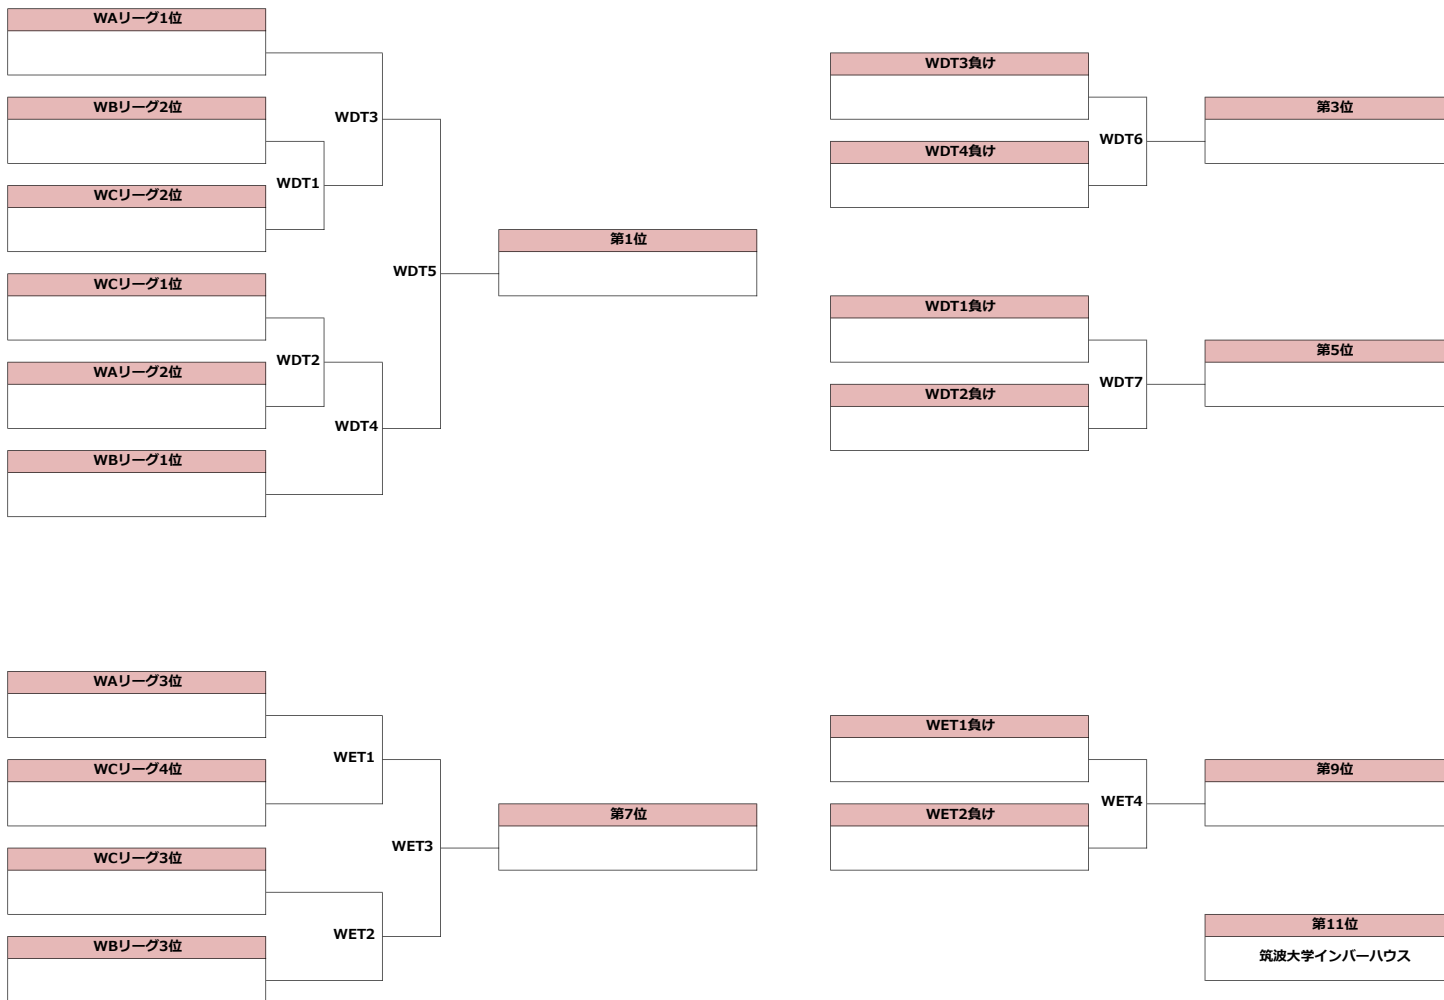 WAリーグ1位
WBリーグ2位
WCリーグ2位
WCリーグ1位
WAリーグ2位
WBリーグ1位
WDT1
WDT2
WDT3
WDT4
WDT5
第1位
WDT3負け
WDT4負け
WDT6
第3位
WDT1負け
WDT2負け
WDT7
第5位
WAリーグ3位
WCリーグ4位
WCリーグ3位
WBリーグ3位
WET1
WET2
WET3
第7位
WET1負け
WET2負け
WET4
第9位
第11位
筑波大学インバーハウス